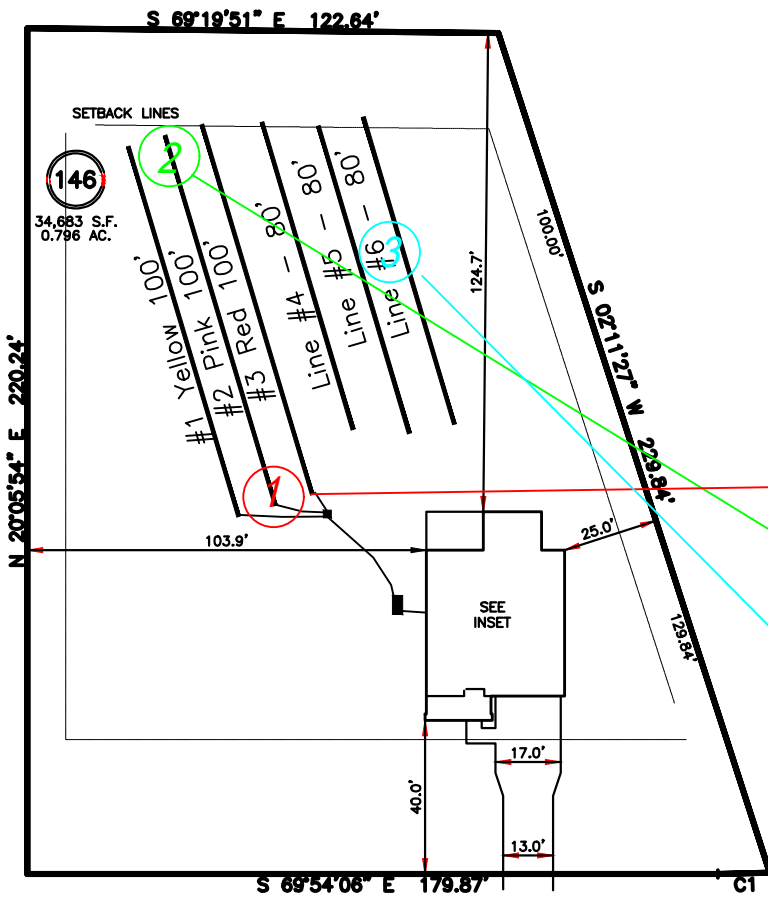 S 69°19'51" E 122.64'
SETBACK LINES
2
146
34,683 S.F.
0.796 AC.
#1 Yellow 100'
#2 Pink 100'
#3 Red 100'
Line #4 - 80'
Line #5 - 80'
Line #6 - 80'
3
124.7'
100.00'
S 02°11'27" W 229.84'
N 20°05'54" E 220.24'
1
103.9'
25.0'
SEE
INSET
129.84'
17.0'
40.0'
13.0'
S 69°54'06" E 179.87'
C1